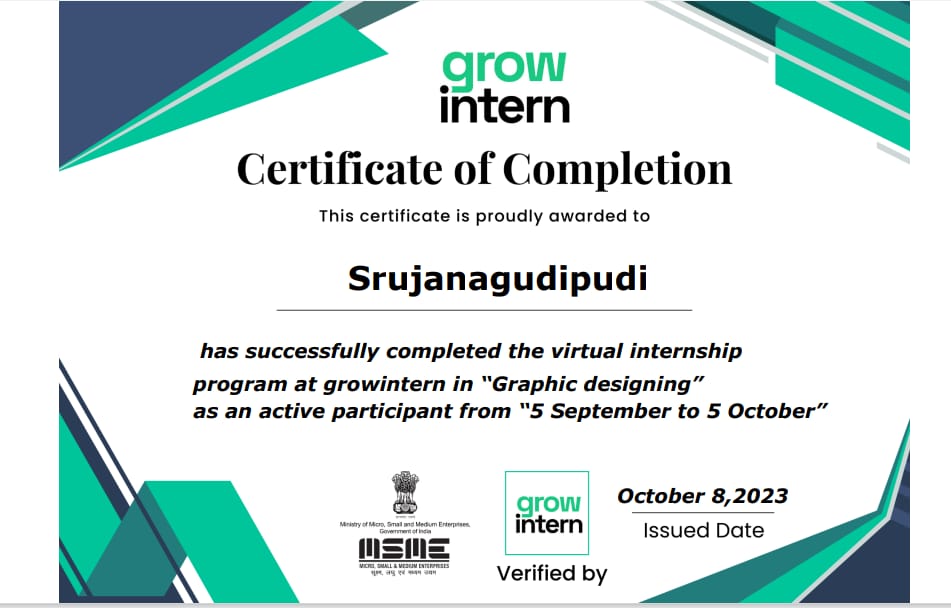 grow
intern
Certificate of Completion
This certificate is proudly awarded to
Srujanagudipudi
has successfully completed the virtual internship
program at growintern in “Graphic designing”
as an active participant from “5 September to 5 October”
Ministry of Micro, Small and Medium Enterprises,
Government of India
MSME
MICRO, SMALL & MEDIUM ENTERPRISES
सूक्ष्म, लघु एवं मध्यम उद्यम
grow
intern
Verified by
October 8,2023
Issued Date